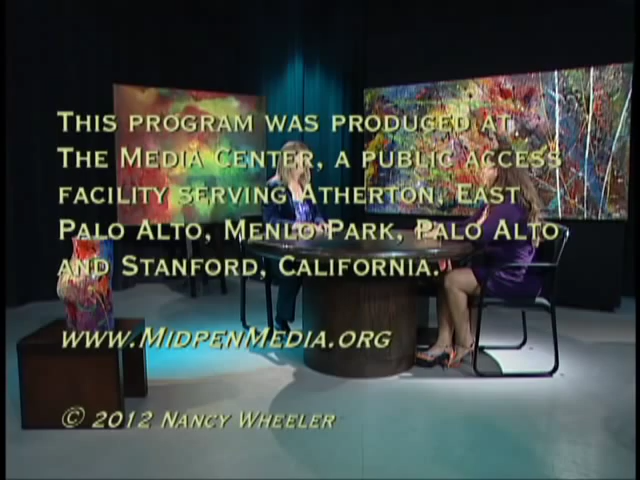 This program was produced at
The Media Center, a public access
facility serving Atherton, East
Palo Alto, Menlo Park, Palo Alto
and Stanford, California.
www.MidpenMedia.org
© 2012 Nancy Wheeler